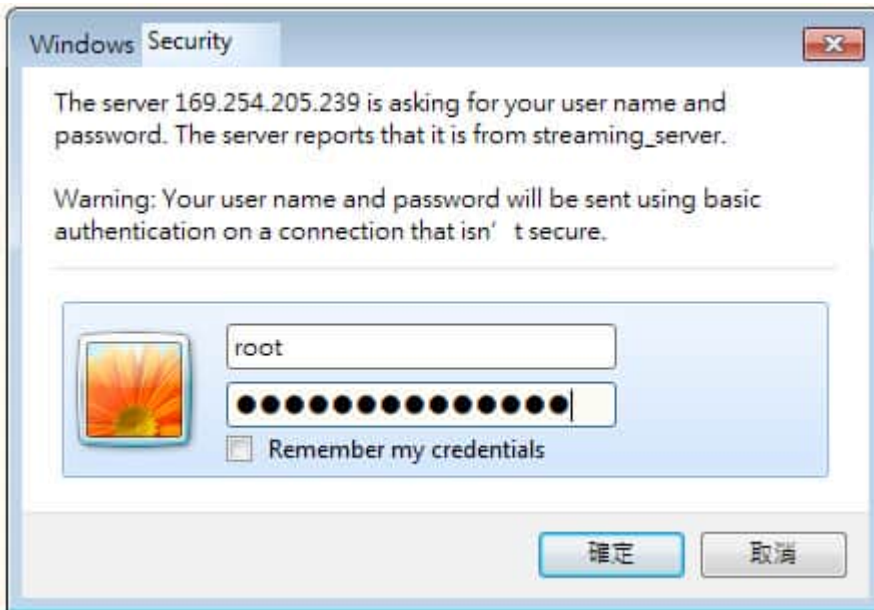 Windows Security
The server 169.254.205.239 is asking for your user name and
password. The server reports that it is from streaming_server.
Warning: Your user name and password will be sent using basic
authentication on a connection that isn’ t secure.
root
●●●●●●●●●●●●●●
Remember my credentials
確定 取消